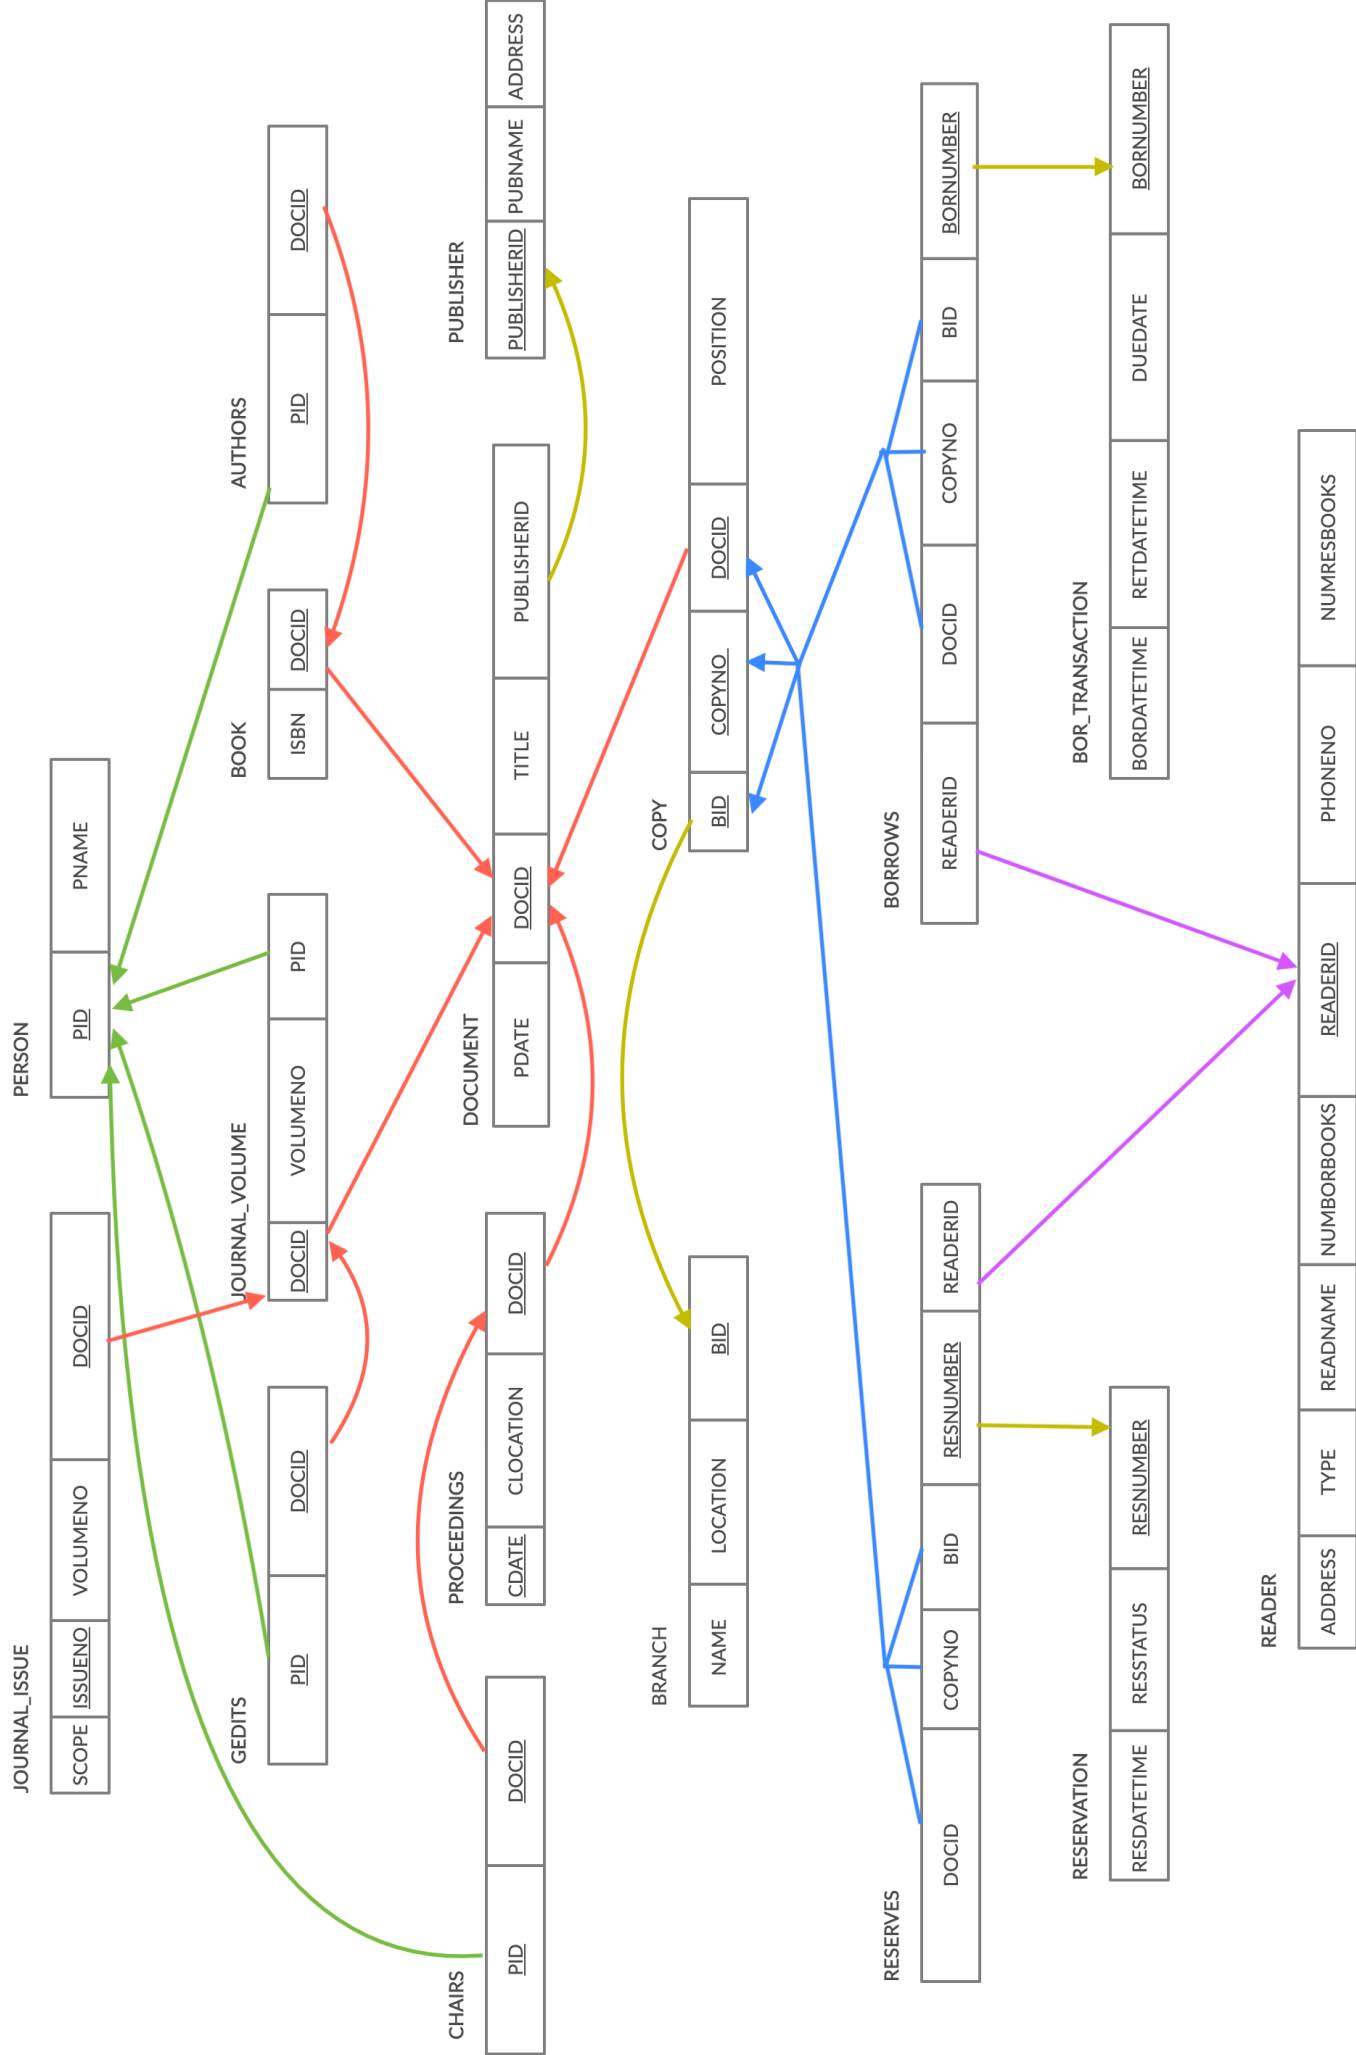 JOURNAL_ISSUE
SCOPE ISSUENO VOLUMENO DOCID
PERSON
PID PNAME
GEDITS
PID DOCID
JOURNAL_VOLUME
DOCID VOLUMENO PID
BOOK
ISBN DOCID
AUTHORS
PID DOCID
CHAIRS
PID DOCID
PROCEEDINGS
CDATE CLOCATION DOCID
DOCUMENT
PDATE DOCID TITLE PUBLISHERID
PUBLISHER
PUBLISHERID PUBNAME ADDRESS
BRANCH
NAME LOCATION BID
COPY
BID COPYNO DOCID POSITION
RESERVES
DOCID COPYNO BID RESNUMBER READERID
BORROWS
READERID DOCID COPYNO BID BORNUMBER
RESERVATION
RESDATETIME RESSTATUS RESNUMBER
BOR_TRANSACTION
BORDATETIME RETDATETIME DUEDATE BORNUMBER
READER
ADDRESS TYPE READNAME NUMBORBOOKS READERID PHONENO NUMRESBOOKS